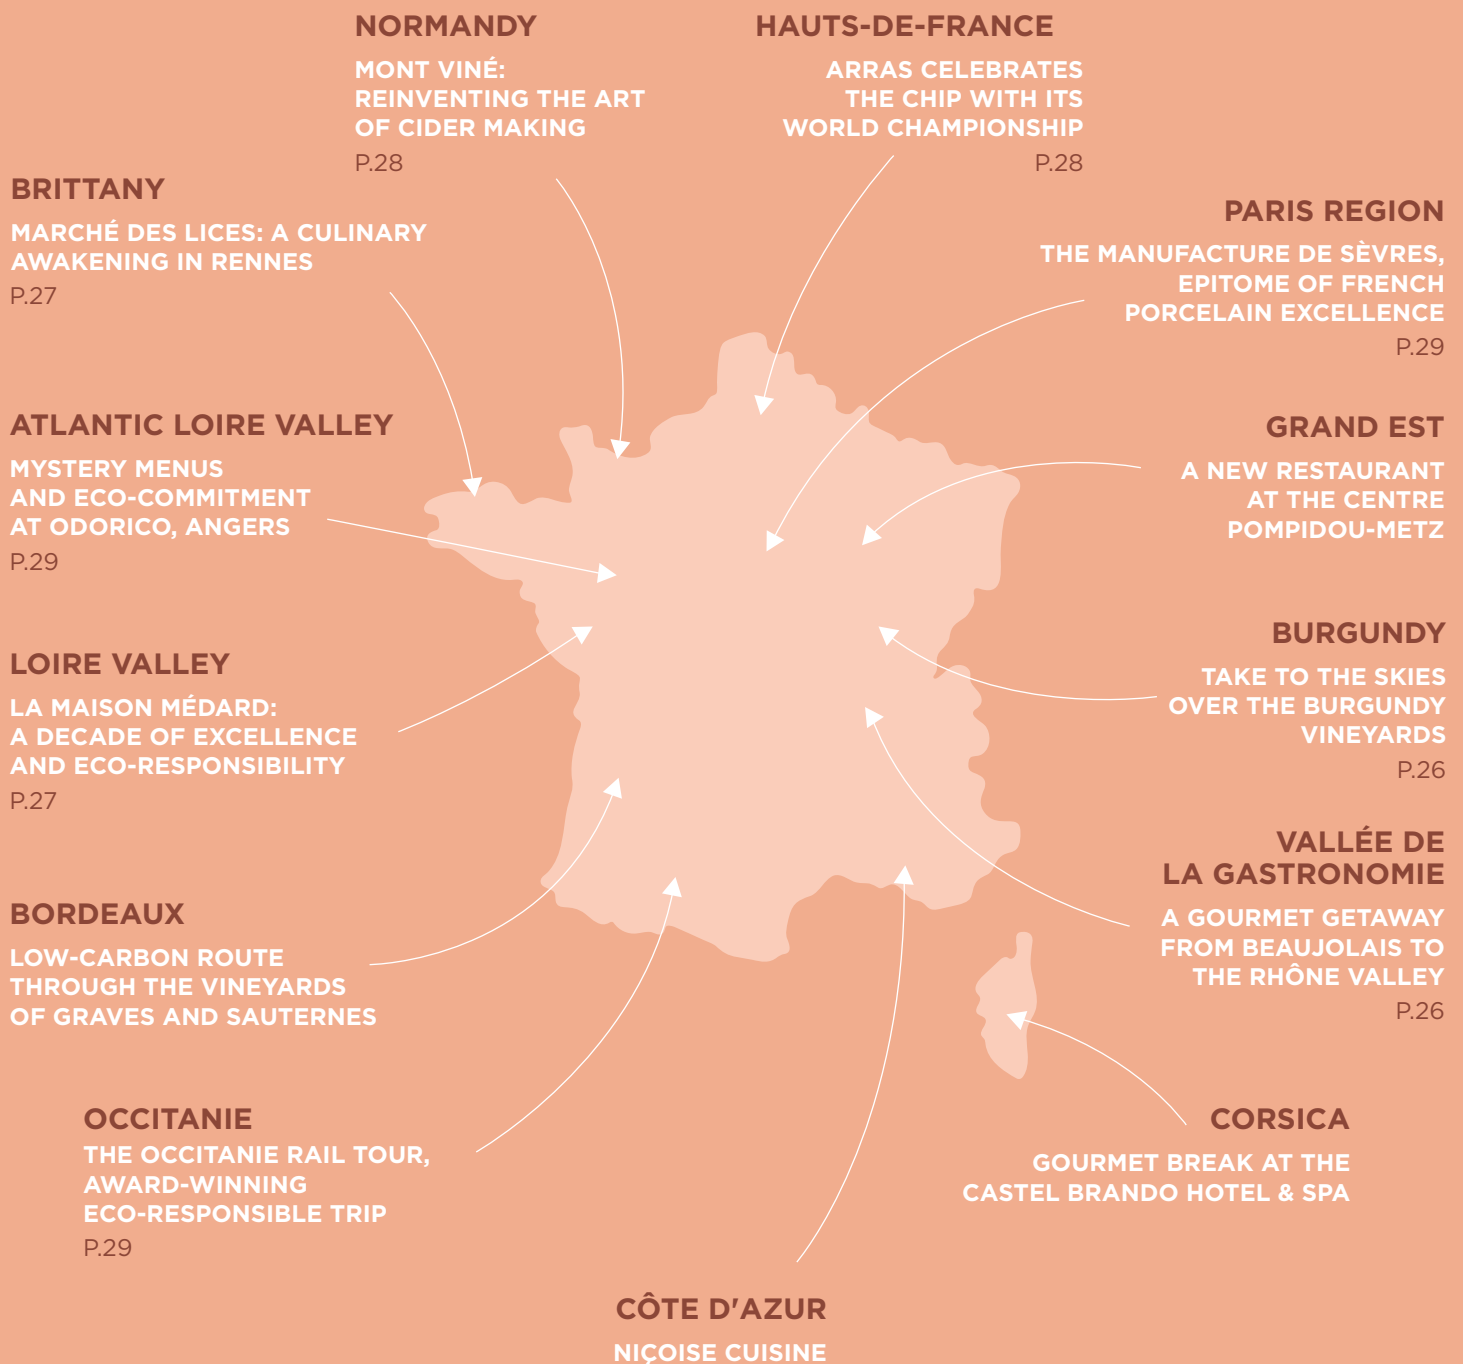 NORMANDY
MONT VINÉ:
REINVENTING THE ART
OF CIDER MAKING
P.28
HAUTS-DE-FRANCE
ARRAS CELEBRATES
THE CHIP WITH ITS
WORLD CHAMPIONSHIP
P.28
BRITTANY
MARCHÉ DES LICES: A CULINARY
AWAKENING IN RENNES
P.27
PARIS REGION
THE MANUFACTURE DE SÈVRES,
EPITOME OF FRENCH
PORCELAIN EXCELLENCE
P.29
ATLANTIC LOIRE VALLEY
MYSTERY MENUS
AND ECO-COMMITMENT
AT ODORICO, ANGERS
P.29
GRAND EST
A NEW RESTAURANT
AT THE CENTRE
POMPIDOU-METZ
LOIRE VALLEY
LA MAISON MÉDARD:
A DECADE OF EXCELLENCE
AND ECO-RESPONSIBILITY
P.27
BURGUNDY
TAKE TO THE SKIES
OVER THE BURGUNDY
VINEYARDS
P.26
VALLÉE DE
LA GASTRONOMIE
A GOURMET GETAWAY
FROM BEAUJOLAIS TO
THE RHÔNE VALLEY
P.26
BORDEAUX
LOW-CARBON ROUTE
THROUGH THE VINEYARDS
OF GRAVES AND SAUTERNES
OCCITANIE
THE OCCITANIE RAIL TOUR,
AWARD-WINNING
ECO-RESPONSIBLE TRIP
P.29
CORSICA
GOURMET BREAK AT THE
CASTEL BRANDO HOTEL & SPA
CÔTE D'AZUR
NIÇOISE CUISINE